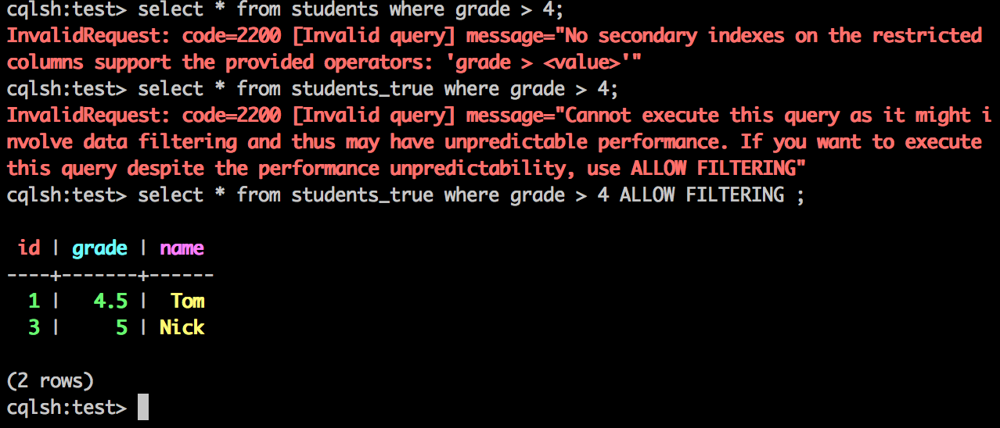 cqlsh:test> select * from students where grade > 4;
InvalidRequest: code=2200 [Invalid query] message="No secondary indexes on the restricted
columns support the provided operators: 'grade > <value>'"
cqlsh:test> select * from students_true where grade > 4;
InvalidRequest: code=2200 [Invalid query] message="Cannot execute this query as it might i
nvolve data filtering and thus may have unpredictable performance. If you want to execute
this query despite the performance unpredictability, use ALLOW FILTERING"
cqlsh:test> select * from students_true where grade > 4 ALLOW FILTERING ;
 id | grade | name
----+-------+------
  1 |   4.5 |  Tom
  3 |     5 | Nick
(2 rows)
cqlsh:test>